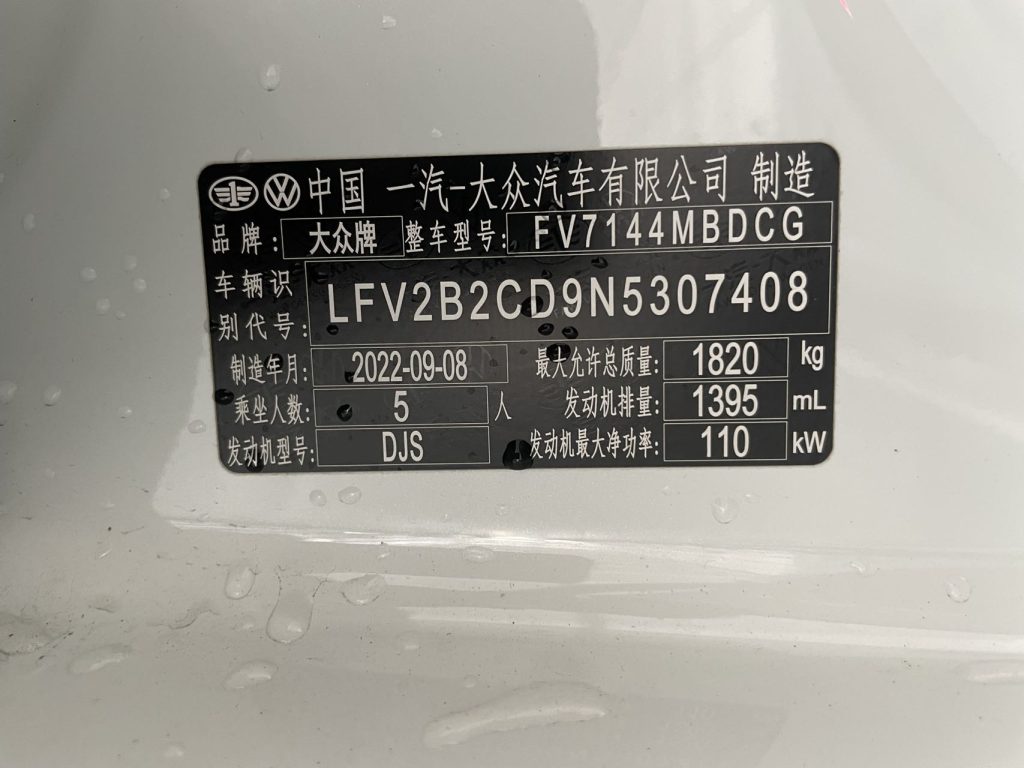 中国 一汽-大众汽车有限公司 制造
品牌: 大众牌 整车型号: FV7144MBDCG
车辆识别代号: LFV2B2CD9N5307408
制造年月: 2022-09-08 最大允许总质量: 1820 kg
乘坐人数: 5 人 发动机排量: 1395 mL
发动机型号: DJS 发动机最大净功率: 110 kW